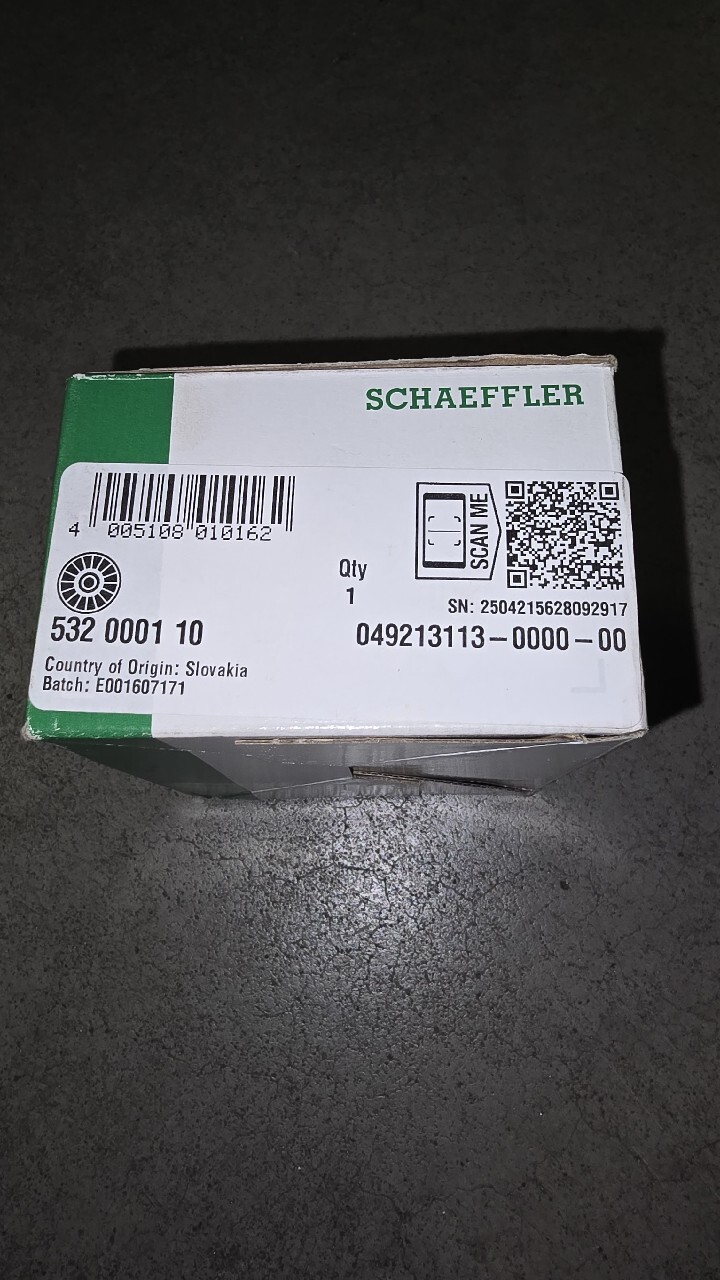 SCHAEFFLER
4 005108 010162
SCAN ME
Qty
1
SN: 2504215628092917
532 0001 10
049213113-0000-00
Country of Origin: Slovakia
Batch: E001607171